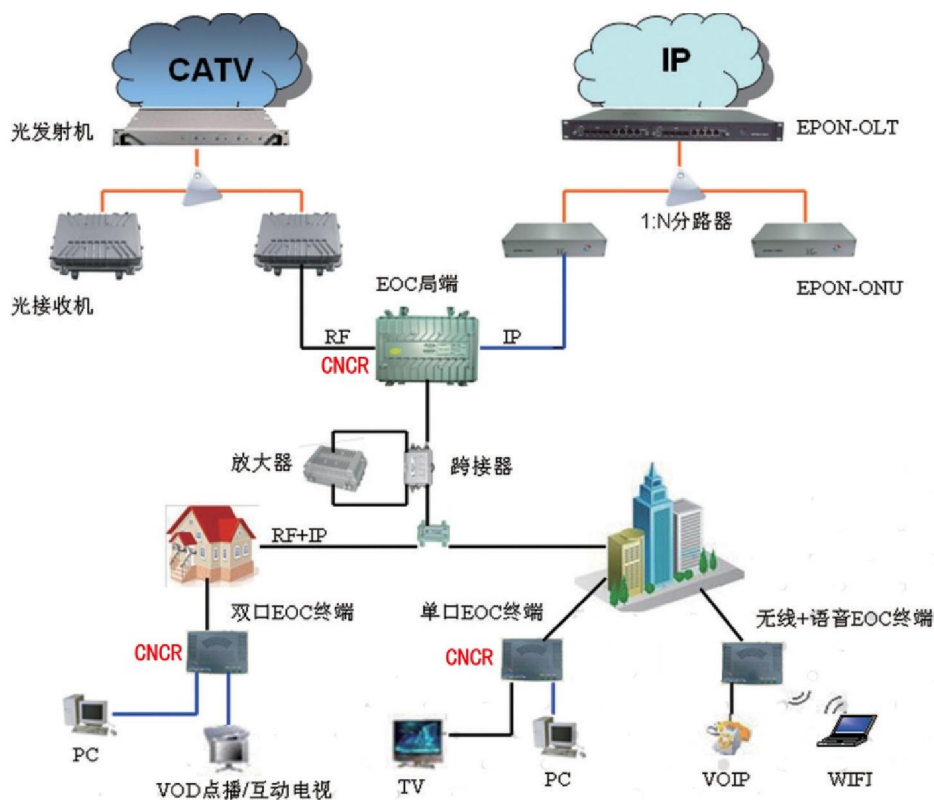 CATV
IP
光发射机
EPON-OLT
1:N分路器
光接收机
EOC局端
EPON-ONU
RF
IP
CNCR
放大器
跨接器
RF+IP
双口EOC终端
单口EOC终端
无线+语音EOC终端
CNCR
CNCR
PC
VOD点播/互动电视
TV
PC
VOIP
WIFI